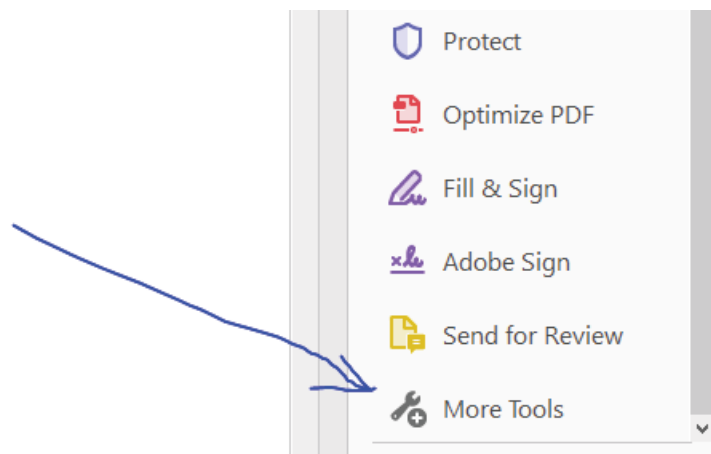 Protect
Optimize PDF
Fill & Sign
Adobe Sign
Send for Review
More Tools